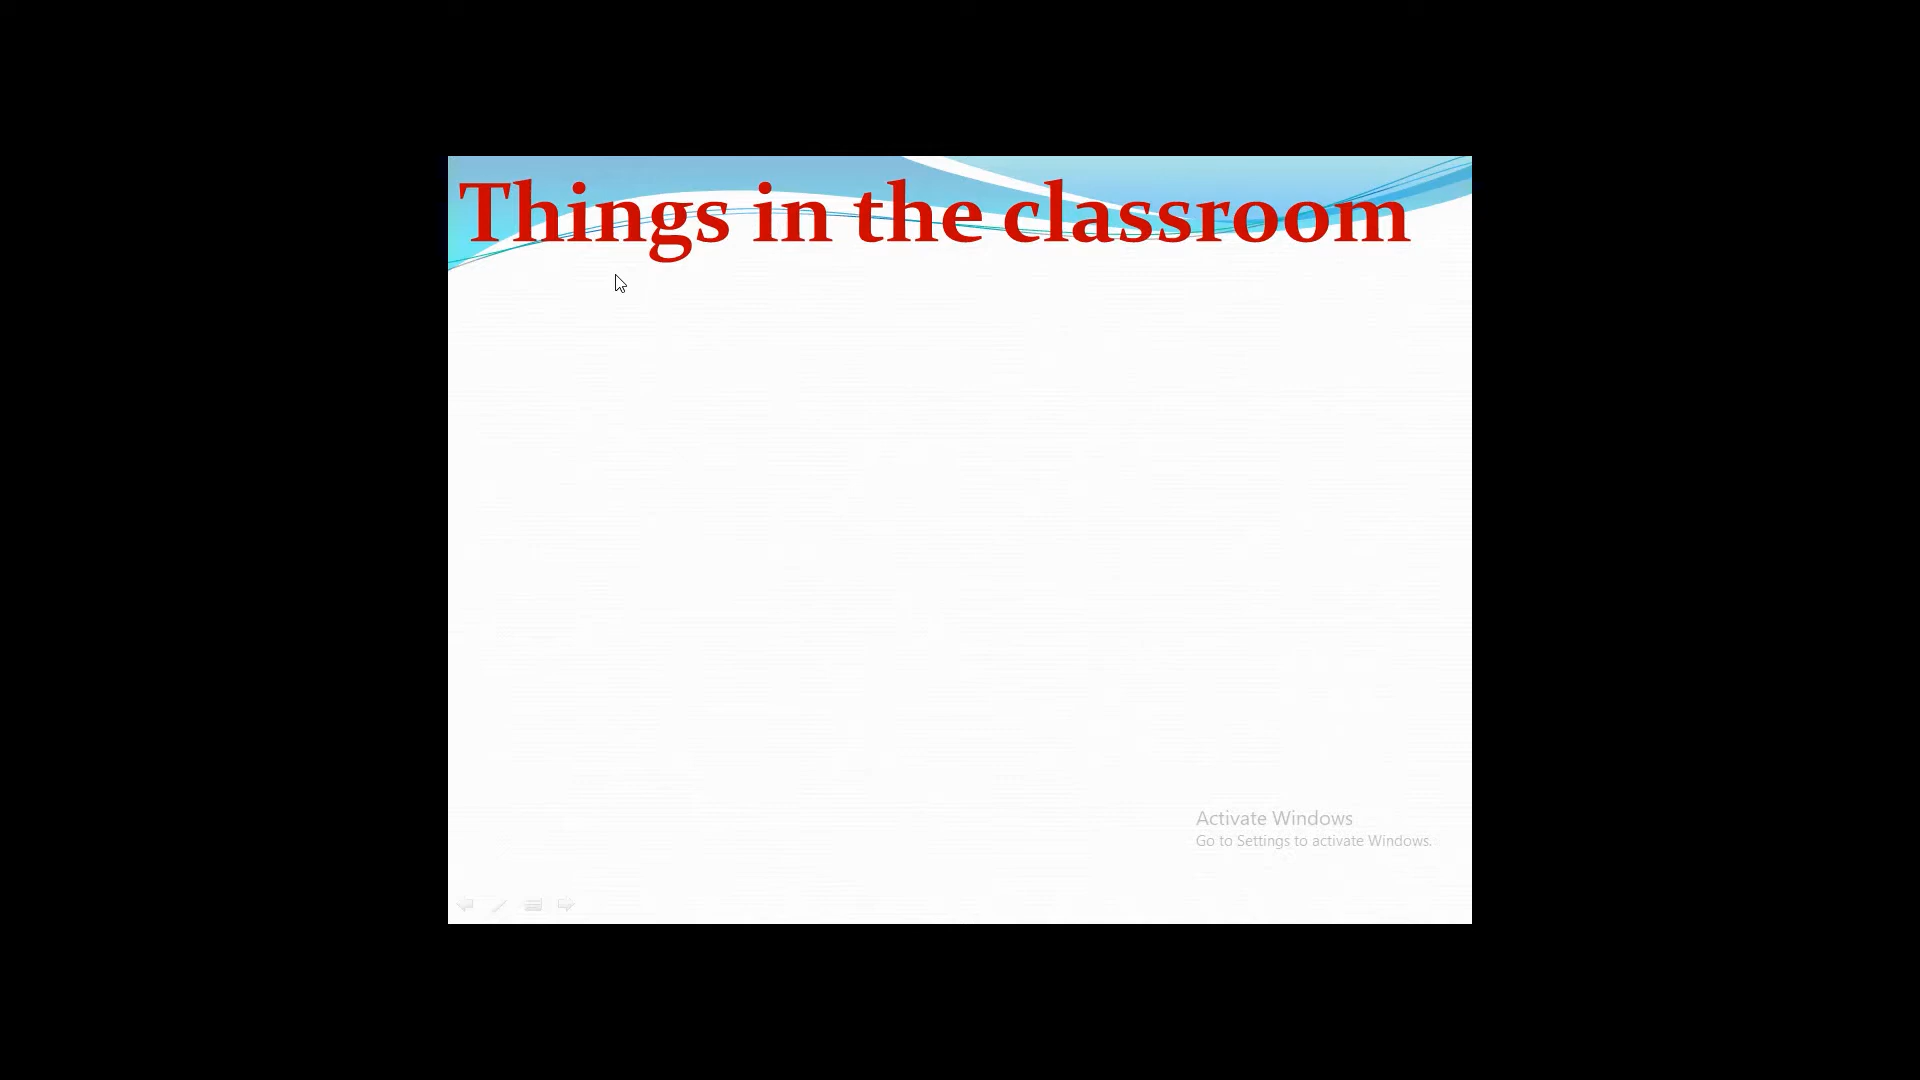 Things in the classroom
Activate Windows
Go to Settings to activate Windows.